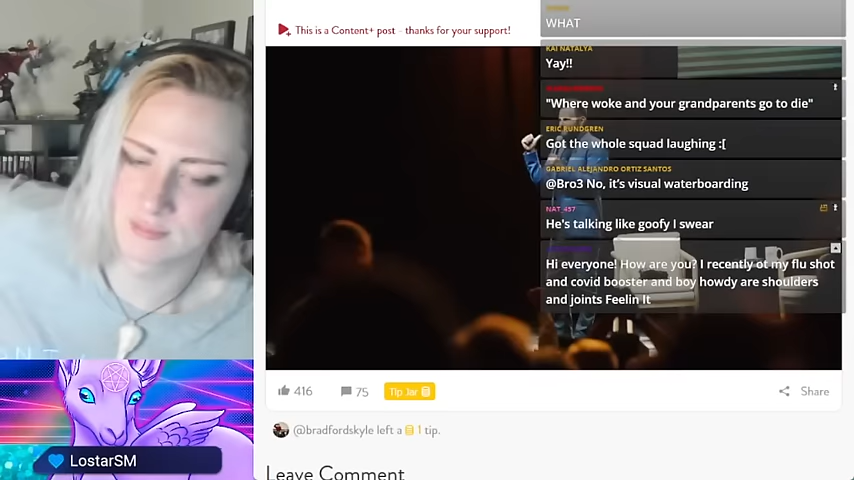 This is a Content+ post - thanks for your support!
WHAT
KAI NATALYA
Yay!!
"Where woke and your grandparents go to die"
ERIC RUNDGREN
Got the whole squad laughing :[
GABRIEL ALEJANDRO ORTIZ SANTOS
@Bro3 No, it's visual waterboarding
NAT_457
He's talking like goofy I swear
Hi everyone! How are you? I recently ot my flu shot
and covid booster and boy howdy are shoulders
and joints Feelin It
416
75
Tip Jar
Share
@bradfordskyle left a 1 tip.
LostarSM
Leave Comment